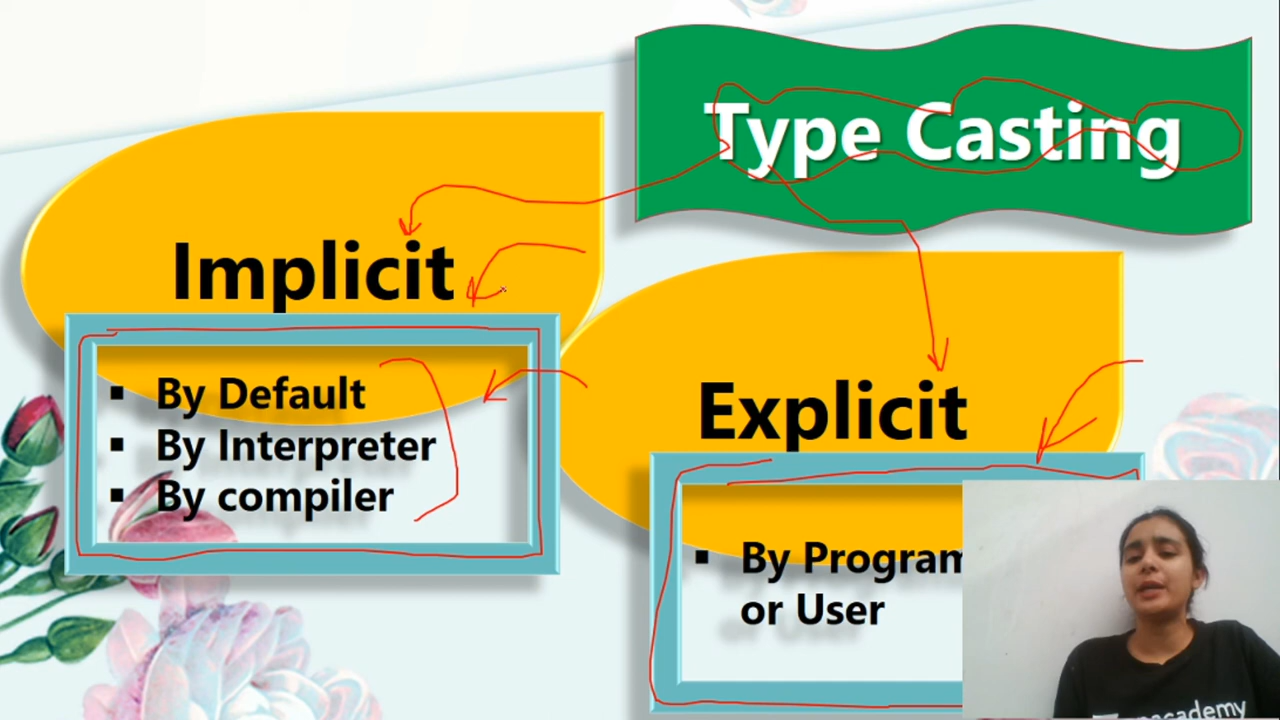 Type Casting
Implicit
By Default
By Interpreter
By compiler
Explicit
By Program
or User